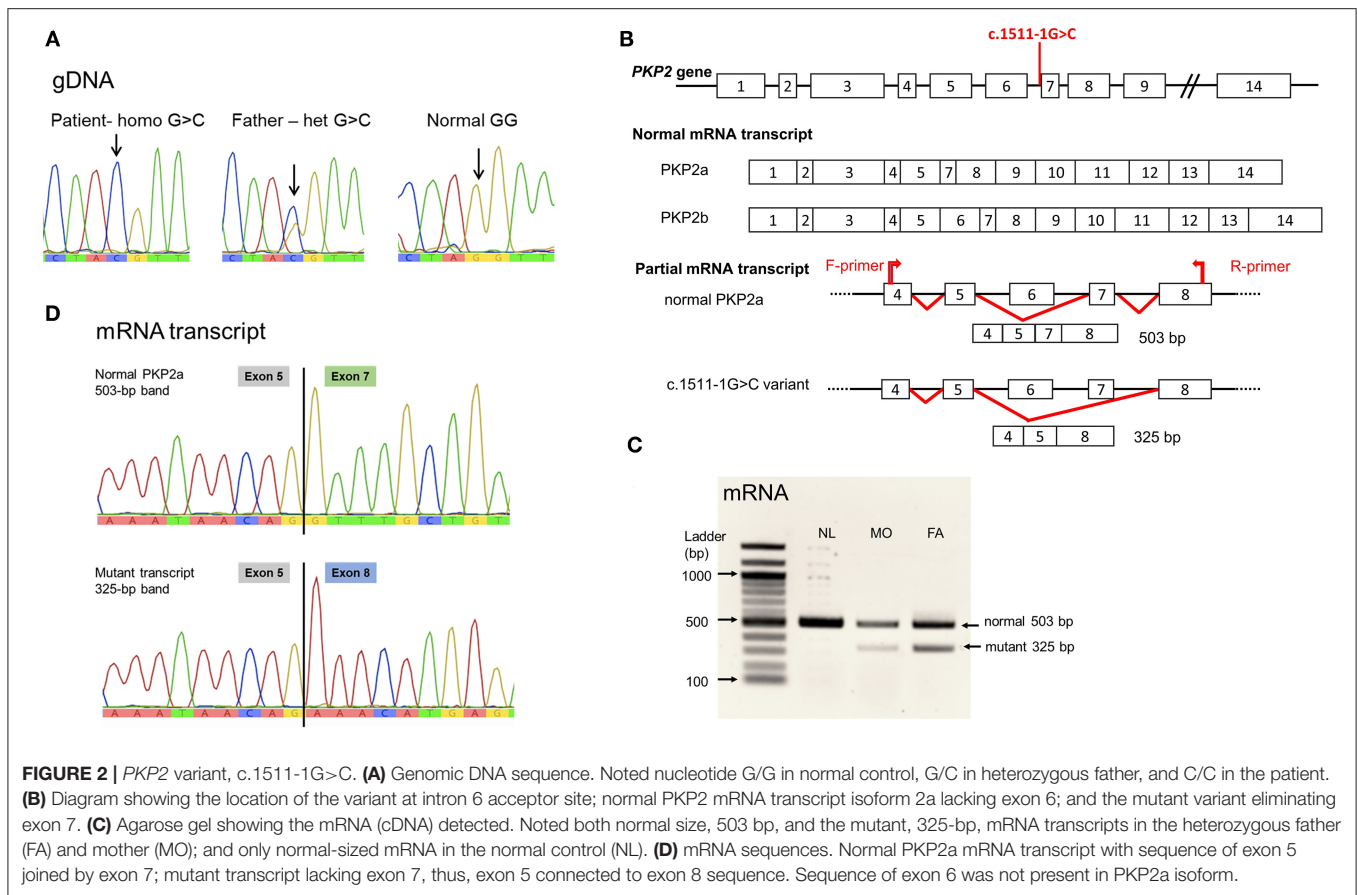 A
gDNA
Patient- homo G>C
Father – het G>C
Normal GG
C T A C G T T
C T A C G T T
C T A G G T T
B
c.1511-1G>C
PKP2 gene
1 2 3 4 5 6 7 8 9 // 14
Normal mRNA transcript
PKP2a
1 2 3 4 5 7 8 9 10 11 12 13 14
PKP2b
1 2 3 4 5 6 7 8 9 10 11 12 13 14
Partial mRNA transcript
F-primer
R-primer
normal PKP2a
4 5 6 7 8
4 5 7 8 503 bp
c.1511-1G>C variant
4 5 6 7 8
4 5 8 325 bp
C
mRNA
Ladder
(bp)
NL MO FA
1000
500
100
normal 503 bp
mutant 325 bp
D
mRNA transcript
Normal PKP2a
503-bp band
Exon 5
Exon 7
A A A T A A C A G G T T T G C T G T
Mutant transcript
325-bp band
Exon 5
Exon 8
A A A T A A C A G A A A C A T G A G
FIGURE 2 | PKP2 variant, c.1511-1G>C. (A) Genomic DNA sequence. Noted nucleotide G/G in normal control, G/C in heterozygous father, and C/C in the patient.
(B) Diagram showing the location of the variant at intron 6 acceptor site; normal PKP2 mRNA transcript isoform 2a lacking exon 6; and the mutant variant eliminating
exon 7. (C) Agarose gel showing the mRNA (cDNA) detected. Noted both normal size, 503 bp, and the mutant, 325-bp, mRNA transcripts in the heterozygous father
(FA) and mother (MO); and only normal-sized mRNA in the normal control (NL). (D) mRNA sequences. Normal PKP2a mRNA transcript with sequence of exon 5
joined by exon 7; mutant transcript lacking exon 7, thus, exon 5 connected to exon 8 sequence. Sequence of exon 6 was not present in PKP2a isoform.